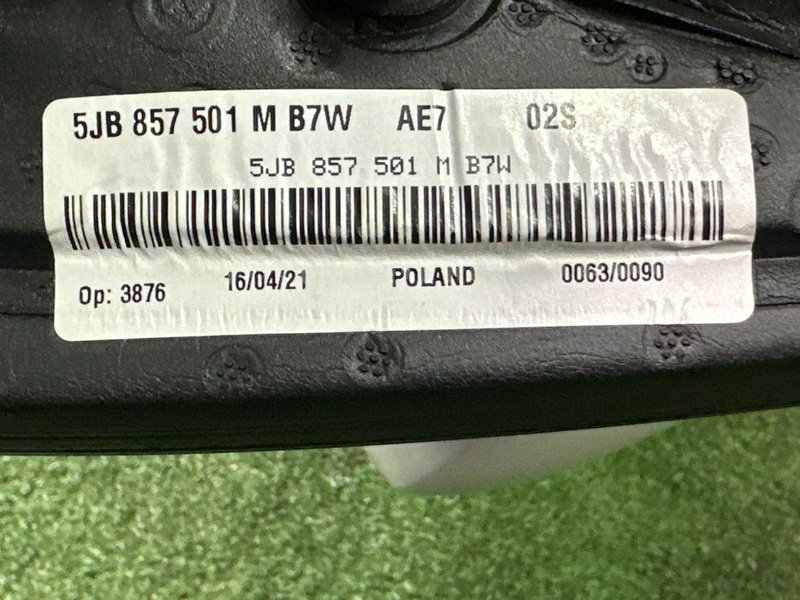 5JB 857 501 M B7W AE7 02S
5JB 857 501 M B7W
Op: 3876 16/04/21 POLAND 0063/0090